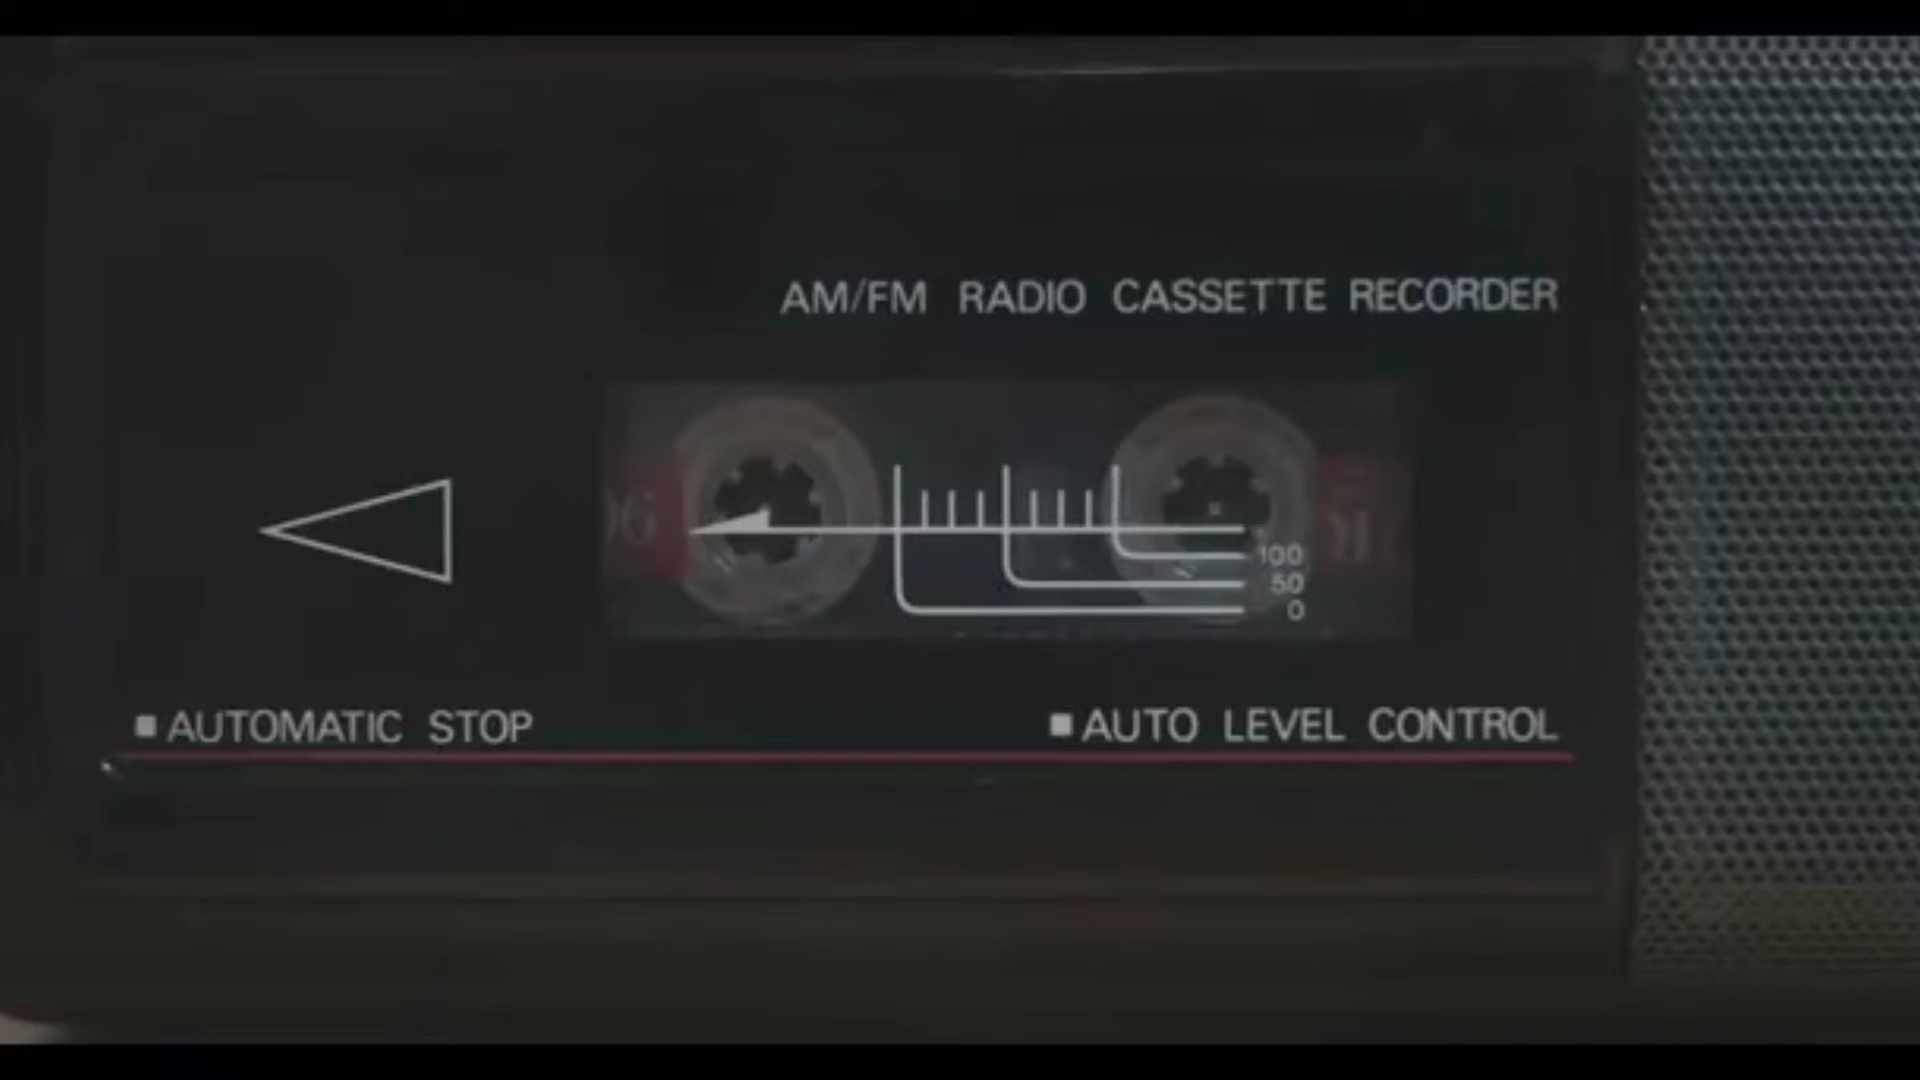 AM/FM RADIO CASSETTE RECORDER
100
50
0
■AUTOMATIC STOP
■AUTO LEVEL CONTROL